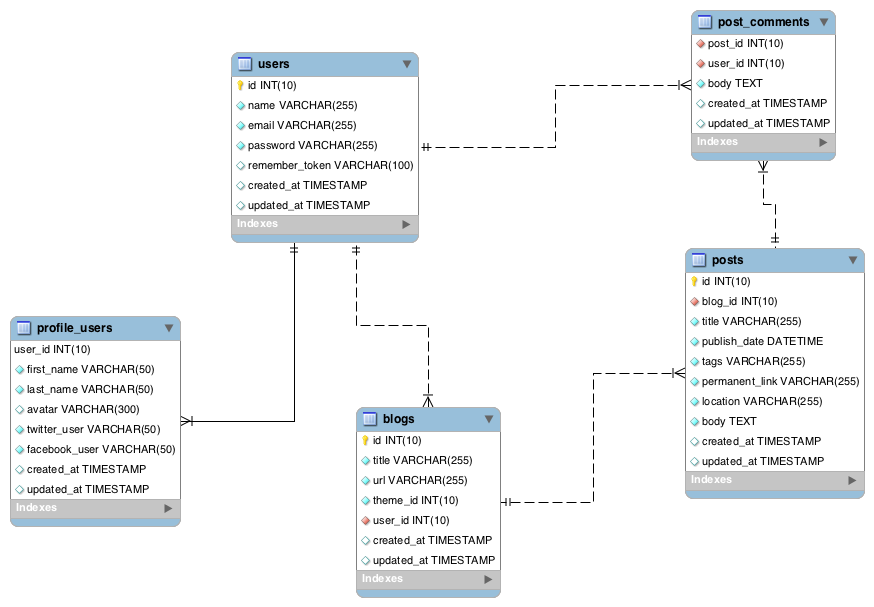 post_comments
post_id INT(10)
user_id INT(10)
body TEXT
created_at TIMESTAMP
updated_at TIMESTAMP
Indexes
users
id INT(10)
name VARCHAR(255)
email VARCHAR(255)
password VARCHAR(255)
remember_token VARCHAR(100)
created_at TIMESTAMP
updated_at TIMESTAMP
Indexes
posts
id INT(10)
blog_id INT(10)
title VARCHAR(255)
publish_date DATETIME
tags VARCHAR(255)
permanent_link VARCHAR(255)
location VARCHAR(255)
body TEXT
created_at TIMESTAMP
updated_at TIMESTAMP
Indexes
profile_users
user_id INT(10)
first_name VARCHAR(50)
last_name VARCHAR(50)
avatar VARCHAR(300)
twitter_user VARCHAR(50)
facebook_user VARCHAR(50)
created_at TIMESTAMP
updated_at TIMESTAMP
Indexes
blogs
id INT(10)
title VARCHAR(255)
url VARCHAR(255)
theme_id INT(10)
user_id INT(10)
created_at TIMESTAMP
updated_at TIMESTAMP
Indexes